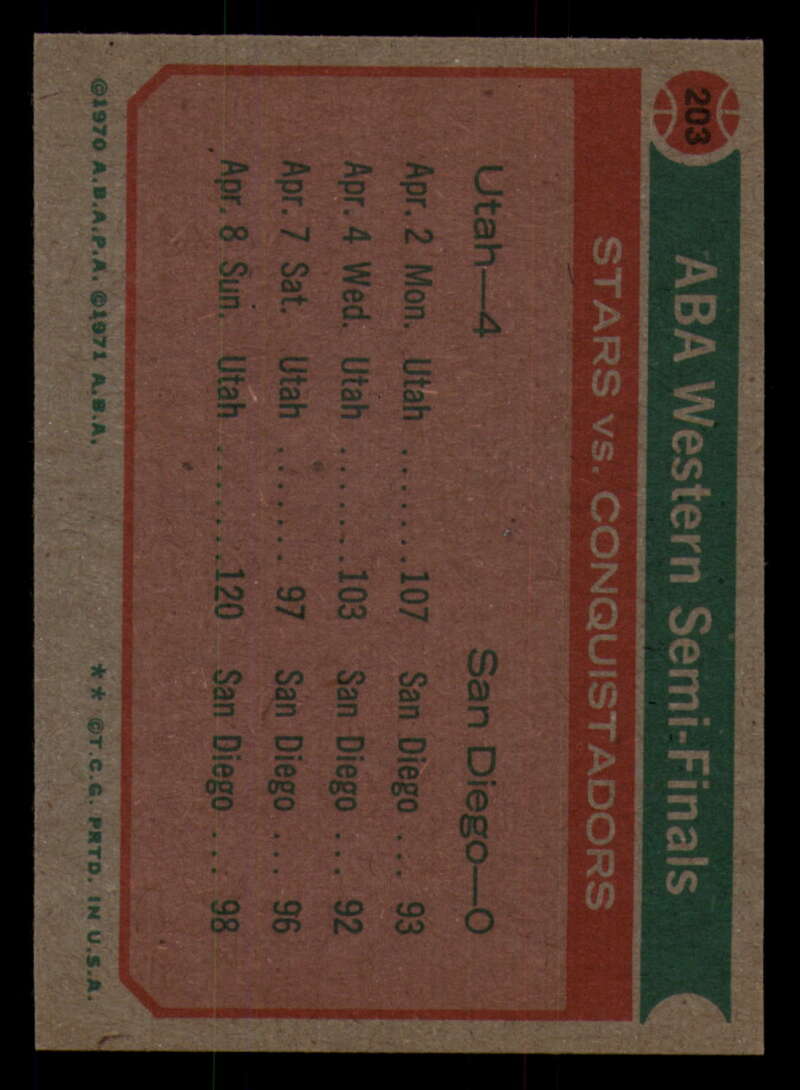 203
ABA Western Semi-Finals
STARS vs. CONQUISTADORS
Utah—4 San Diego—0
Apr. 2 Mon. Utah .......107 San Diego ... 93
Apr. 4 Wed. Utah .......103 San Diego ... 92
Apr. 7 Sat. Utah ....... 97 San Diego ... 96
Apr. 8 Sun. Utah .......120 San Diego ... 98
©1970 A.B.A.P.A. ©1971 A.B.A. ** ©T.C.G. PRTD. IN U.S.A.